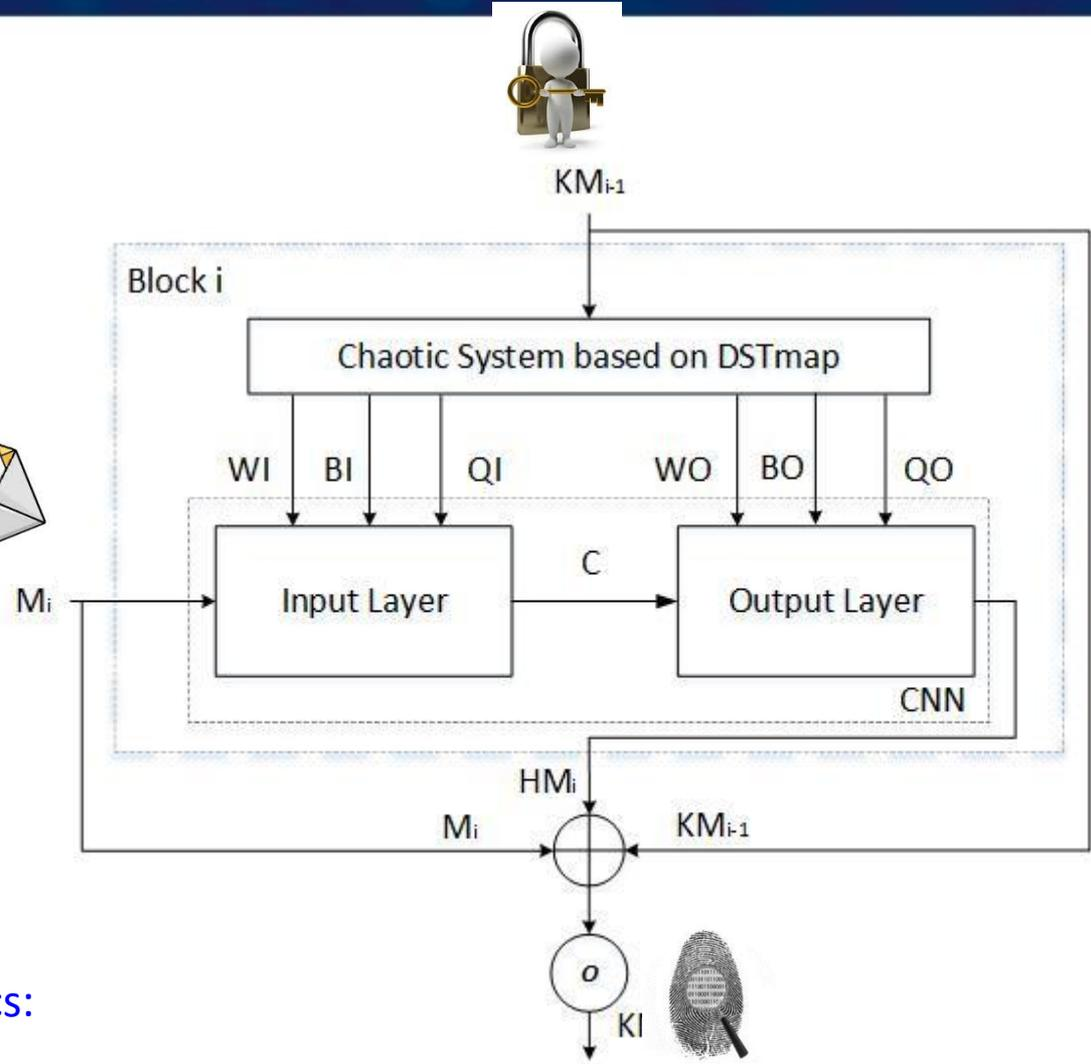 KMi-1
Block i
Chaotic System based on DSTmap
WI BI QI WO BO QO
C
Mi Input Layer Output Layer
CNN
HMi
Mi KMi-1
o